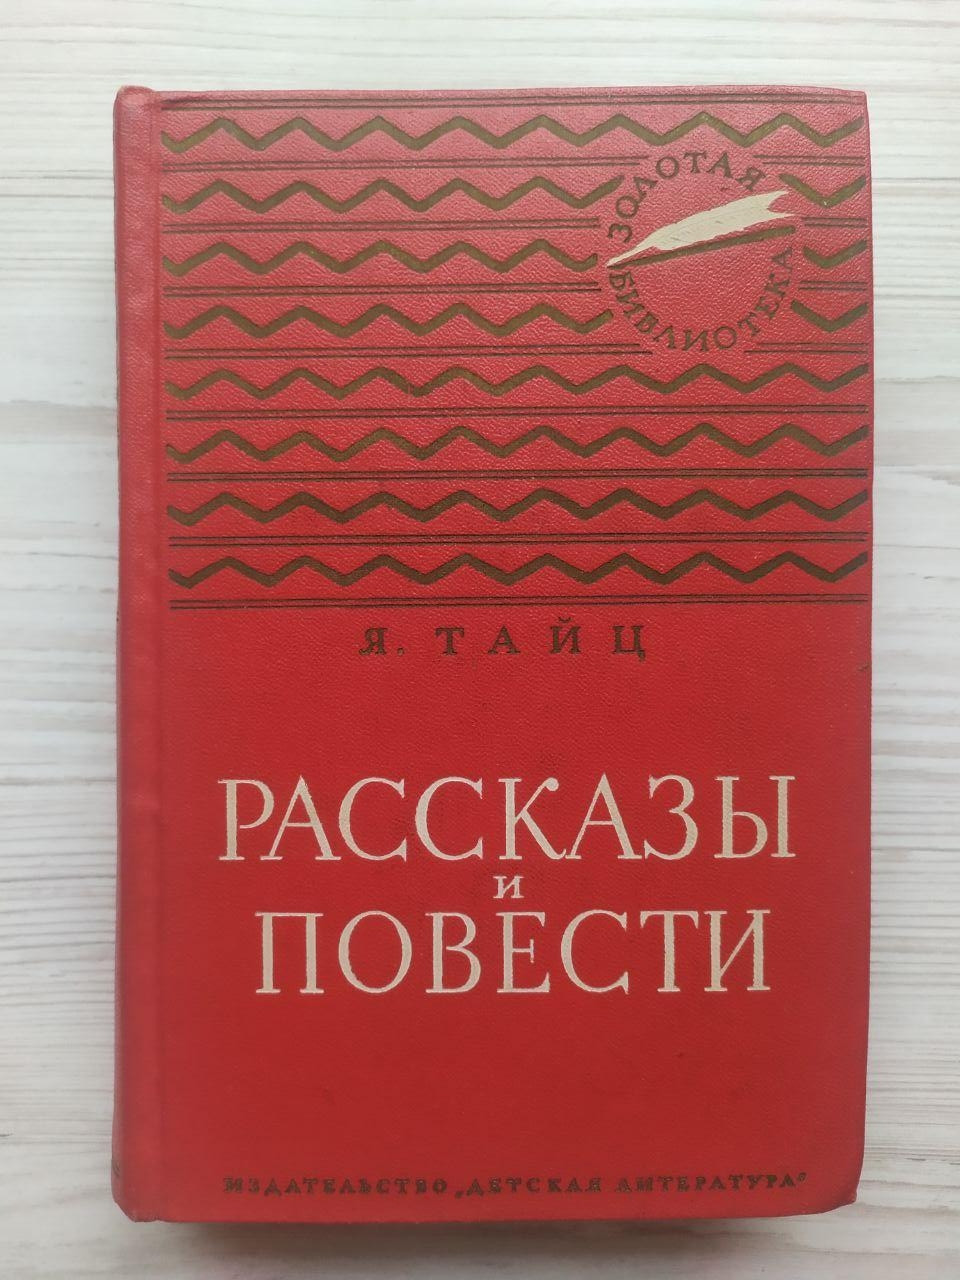 ЗОЛОТАЯ
БИБЛИОТЕКА
Я. ТАЙЦ
РАССКАЗЫ
и
ПОВЕСТИ
ИЗДАТЕЛЬСТВО „ДЕТСКАЯ ЛИТЕРАТУРА"